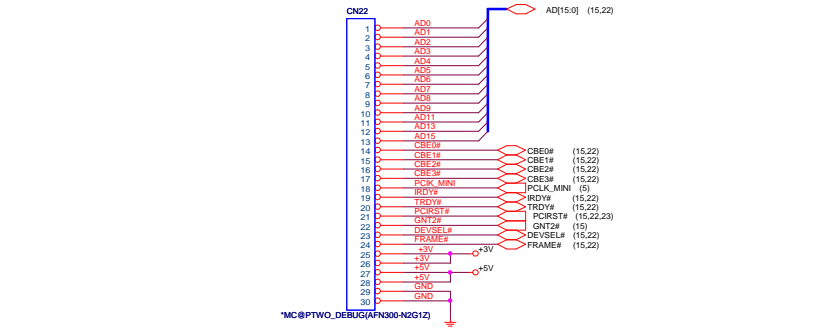 CN22
AD[15:0] (15,22)
1 AD0
2 AD1
3 AD2
4 AD3
5 AD4
6 AD5
7 AD6
8 AD7
9 AD8
10 AD9
11 AD11
12 AD13
13 AD15
14 CBE0# CBE0# (15,22)
15 CBE1# CBE1# (15,22)
16 CBE2# CBE2# (15,22)
17 CBE3# CBE3# (15,22)
18 PCIK_MINI PCLK_MINI (5)
19 IRDY# IRDY# (15,22)
20 TRDY# TRDY# (15,22)
21 PCIRST# PCIRST# (15,22,23)
22 GNT2# GNT2# (15)
23 DEVSEL# DEVSEL# (15,22)
24 FRAME# FRAME# (15,22)
25 +3V +3V
26 +3V
27 +5V +5V
28 +5V
29 GND
30 GND
*MC@PTWO_DEBUG(AFN300-N2G1Z)